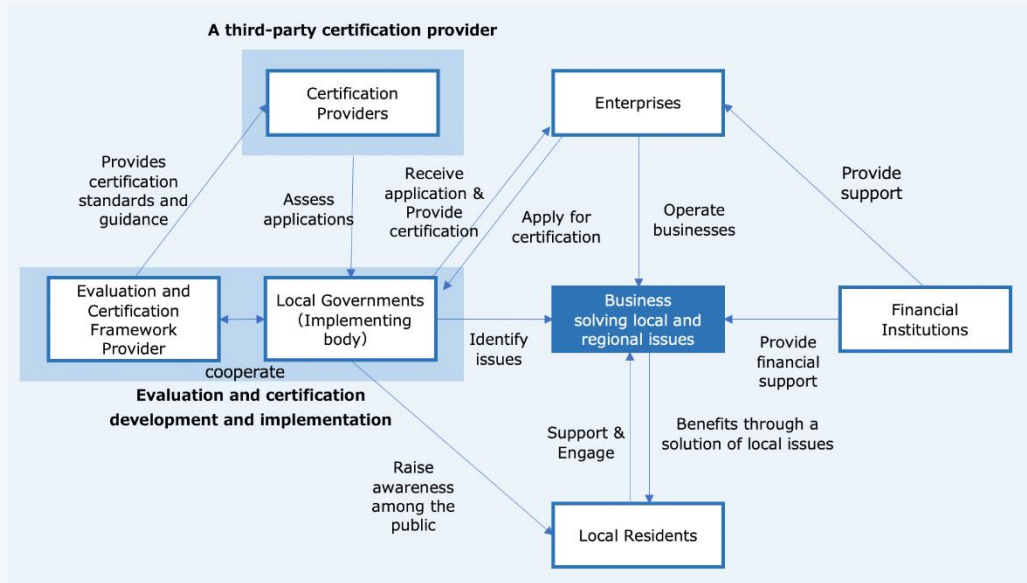 A third-party certification provider
Certification
Providers
Enterprises
Provides
certification
standards and
guidance
Assess
applications
Receive
application &
Provide
certification
Apply for
certification
Operate
businesses
Provide
support
Evaluation and
Certification
Framework
Provider
Local Governments
(Implementing
body)
cooperate
Identify
issues
Business
solving local and
regional issues
Provide
financial
support
Financial
Institutions
Evaluation and certification
development and implementation
Raise
awareness
among the
public
Support &
Engage
Benefits through a
solution of local issues
Local Residents